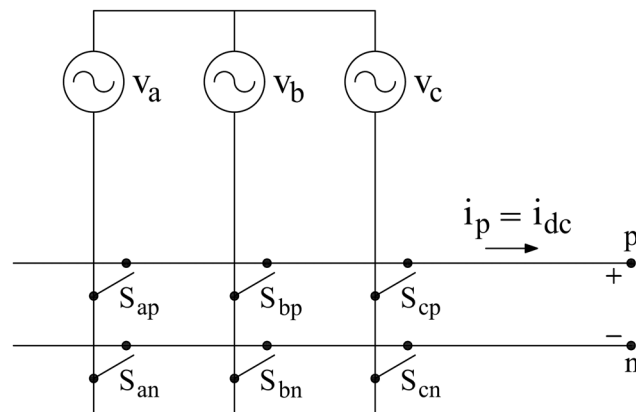 v_a v_b v_c
i_p = i_dc
p
+
S_ap S_bp S_cp
−
n
S_an S_bn S_cn